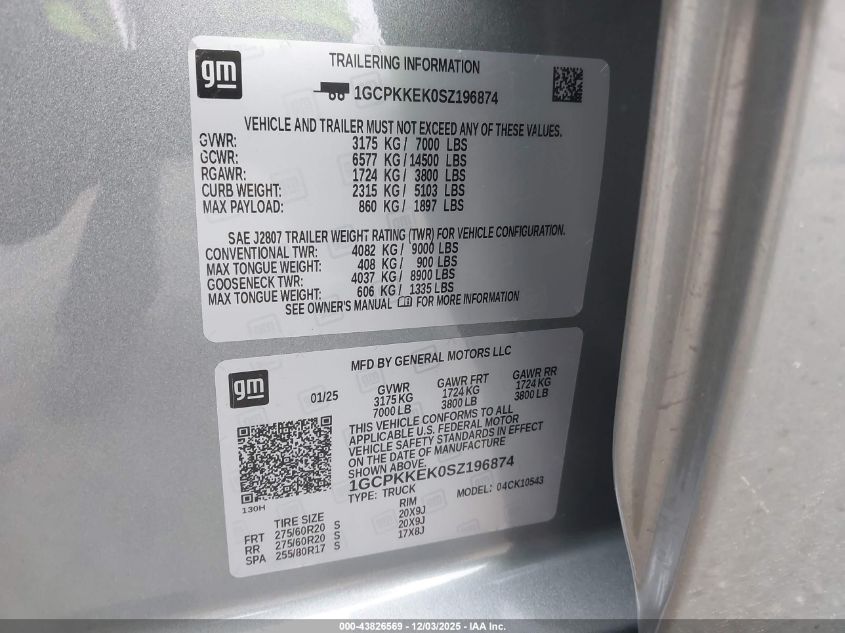 gm
TRAILERING INFORMATION
1GCPKKEK0SZ196874
VEHICLE AND TRAILER MUST NOT EXCEED ANY OF THESE VALUES.
GVWR: 3175 KG/ 7000 LBS
GCWR: 6577 KG/14500 LBS
RGAWR: 1724 KG/ 3800 LBS
CURB WEIGHT: 2315 KG/ 5103 LBS
MAX PAYLOAD: 860 KG/ 1897 LBS
SAE J2807 TRAILER WEIGHT RATING (TWR) FOR VEHICLE CONFIGURATION.
CONVENTIONAL TWR: 4082 KG/ 9000 LBS
MAX TONGUE WEIGHT: 408 KG/ 900 LBS
GOOSENECK TWR: 4037 KG/ 8900 LBS
MAX TONGUE WEIGHT: 606 KG/ 1335 LBS
SEE OWNER'S MANUAL FOR MORE INFORMATION
gm
MFD BY GENERAL MOTORS LLC
01/25 GVWR GAWR FRT GAWR RR
3175 KG 1724 KG 1724 KG
7000 LB 3800 LB 3800 LB
THIS VEHICLE CONFORMS TO ALL
APPLICABLE U.S. FEDERAL MOTOR
VEHICLE SAFETY STANDARDS IN EFFECT
ON THE DATE OF MANUFACTURE
SHOWN ABOVE.
1GCPKKEK0SZ196874
TYPE: TRUCK MODEL: 04CK10543
130H
TIRE SIZE RIM
FRT 275/60R20 S 20X9J
RR 275/60R20 S 20X9J
SPA 255/80R17 S 17X8J
000-43826569 - 12/03/2025 - IAA Inc.